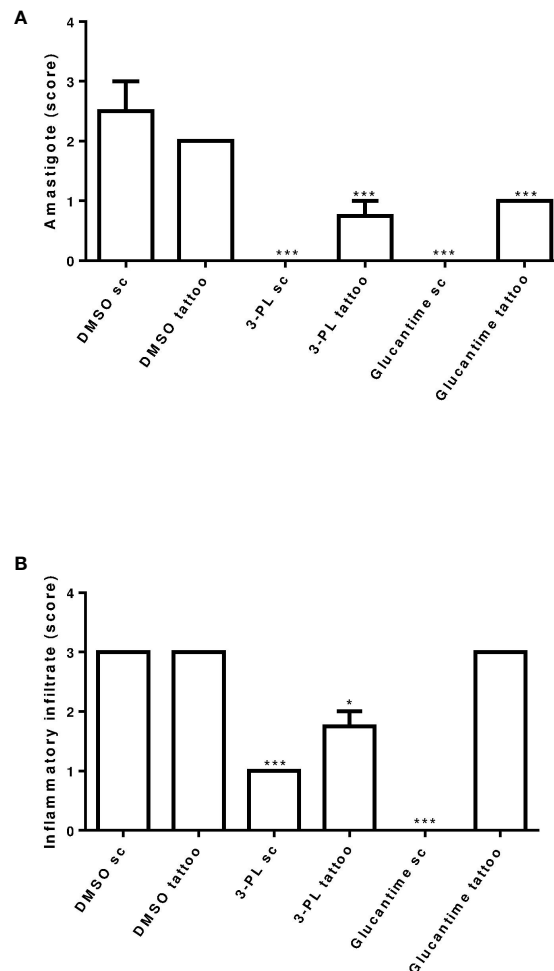 A
Amastigote (score)
4
3
2
1
0
***
***
***
***
DMSO sc
DMSO tattoo
3-PL sc
3-PL tattoo
Glucantime sc
Glucantime tattoo
B
Inflammatory infiltrate (score)
4
3
2
1
0
***
*
***
DMSO sc
DMSO tattoo
3-PL sc
3-PL tattoo
Glucantime sc
Glucantime tattoo